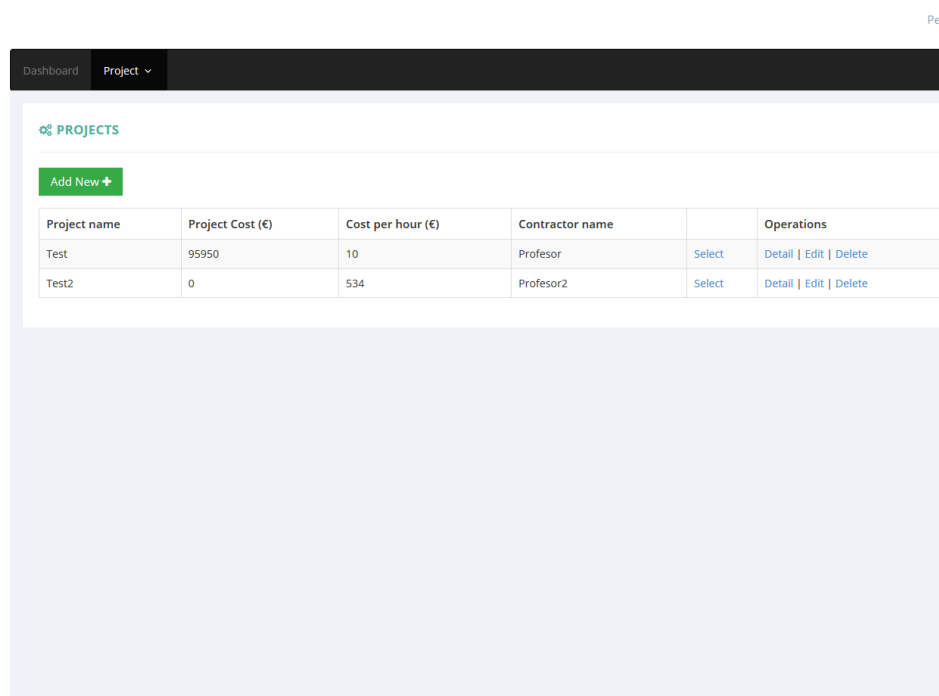 Pe
Dashboard Project
PROJECTS
Add New
Project name Project Cost (€) Cost per hour (€) Contractor name Operations
Test 95950 10 Profesor Select Detail | Edit | Delete
Test2 0 534 Profesor2 Select Detail | Edit | Delete